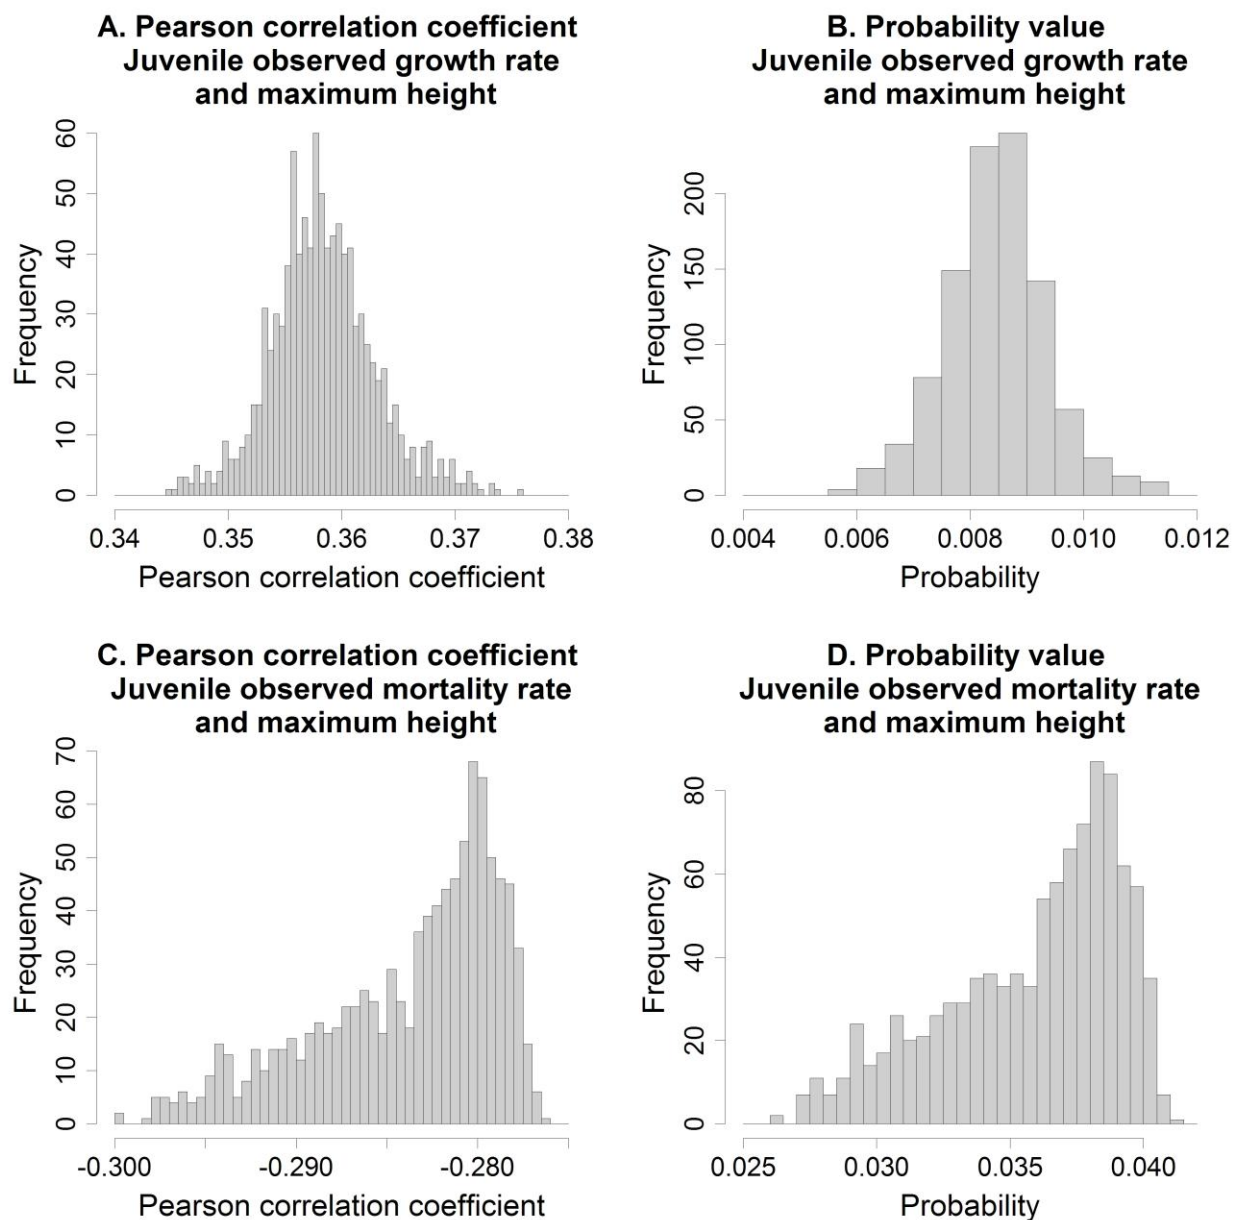 A. Pearson correlation coefficient
Juvenile observed growth rate
and maximum height
Frequency
60
50
40
30
20
10
0
0.34 0.35 0.36 0.37 0.38
Pearson correlation coefficient
B. Probability value
Juvenile observed growth rate
and maximum height
Frequency
200
150
100
50
0
0.004 0.006 0.008 0.010 0.012
Probability
C. Pearson correlation coefficient
Juvenile observed mortality rate
and maximum height
Frequency
70
60
50
40
30
20
10
0
-0.300 -0.290 -0.280
Pearson correlation coefficient
D. Probability value
Juvenile observed mortality rate
and maximum height
Frequency
80
60
40
20
0
0.025 0.030 0.035 0.040
Probability